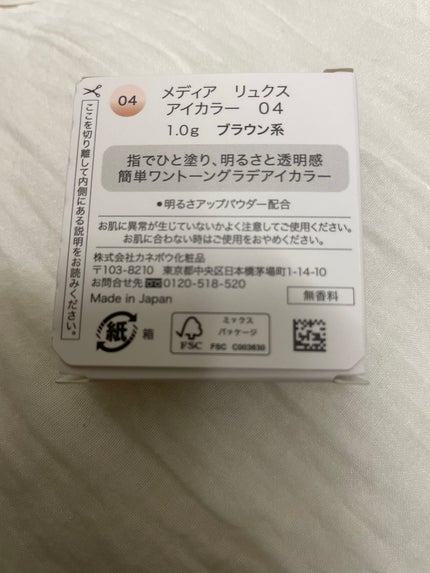 04
メディア リュクス
アイカラー 04
1.0g ブラウン系
指でひと塗り、明るさと透明感
簡単ワントーングラデアイカラー
●明るさアップパウダー配合
お肌に異常が生じていないかよく注意してご使用ください。
お肌に合わない時はご使用をおやめください。
株式会社カネボウ化粧品
〒103-8210 東京都中央区日本橋茅場町1-14-10
お問合せ先 0120-518-520
Made in Japan
無香料
紙
箱
FSC
ミックス
パッケージ
FSC C003630
ここを切り離して内側にある説明をお読みください。